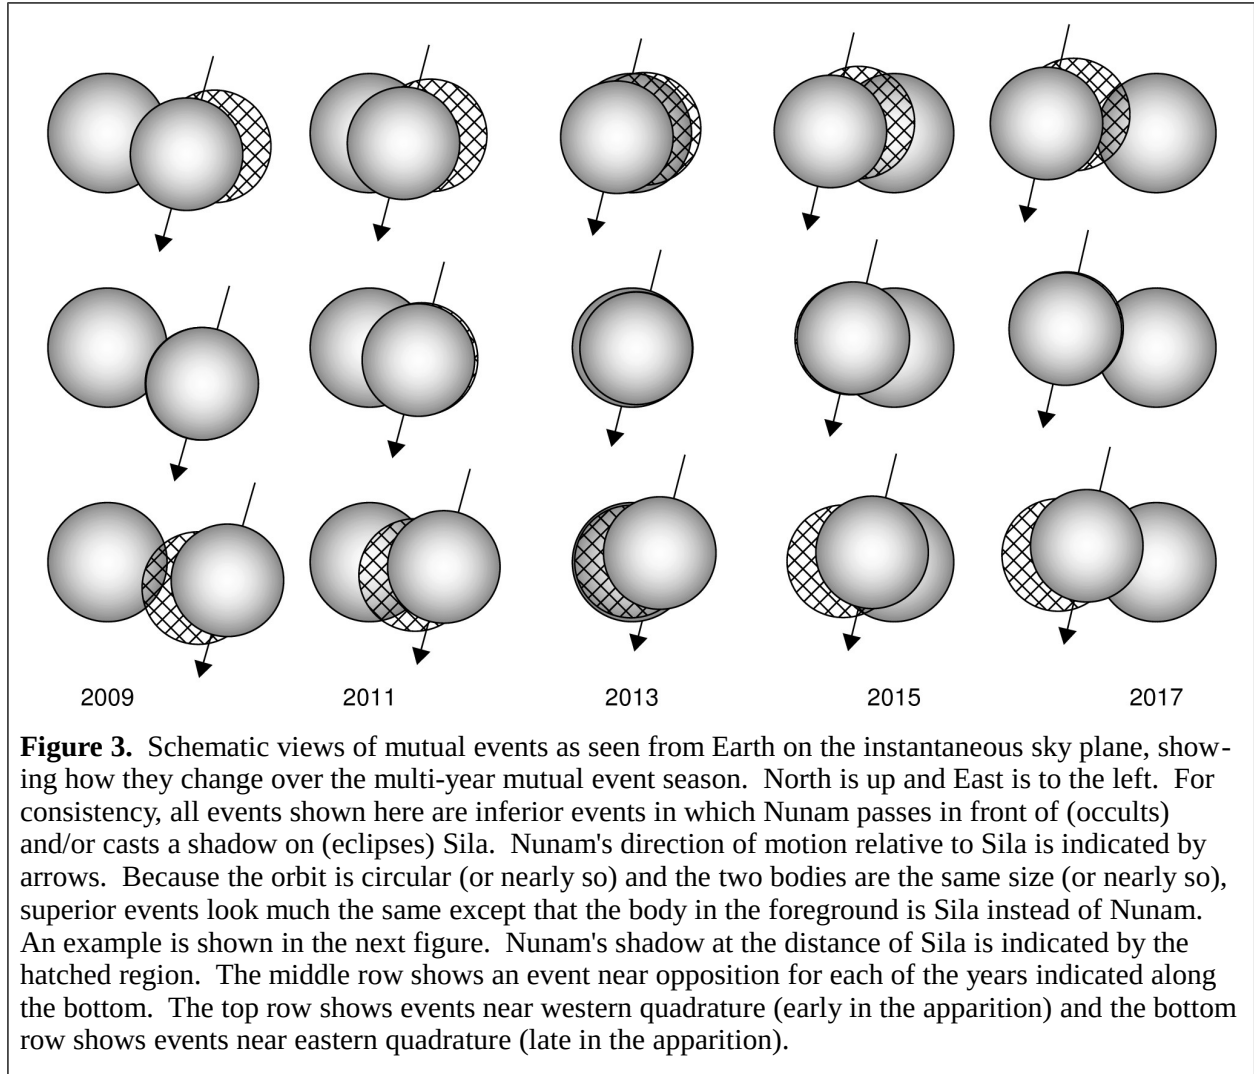 2009 2011 2013 2015 2017
Figure 3. Schematic views of mutual events as seen from Earth on the instantaneous sky plane, show-
ing how they change over the multi-year mutual event season. North is up and East is to the left. For
consistency, all events shown here are inferior events in which Nunam passes in front of (occults)
and/or casts a shadow on (eclipses) Sila. Nunam's direction of motion relative to Sila is indicated by
arrows. Because the orbit is circular (or nearly so) and the two bodies are the same size (or nearly so),
superior events look much the same except that the body in the foreground is Sila instead of Nunam.
An example is shown in the next figure. Nunam's shadow at the distance of Sila is indicated by the
hatched region. The middle row shows an event near opposition for each of the years indicated along
the bottom. The top row shows events near western quadrature (early in the apparition) and the bottom
row shows events near eastern quadrature (late in the apparition).